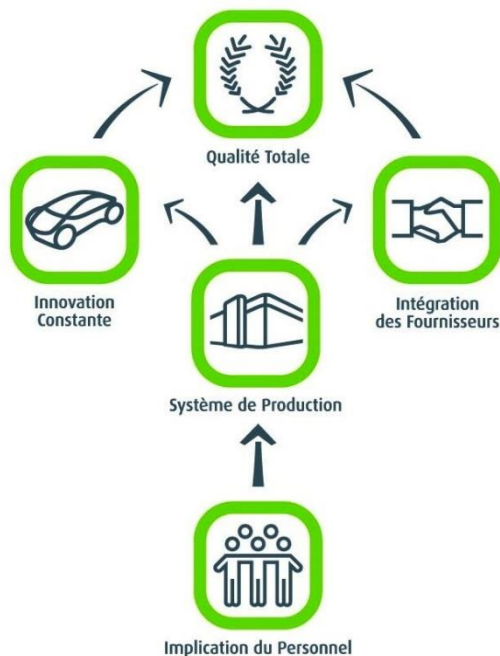 Qualité Totale
Innovation
Constante
Intégration
des Fournisseurs
Système de Production
Implication du Personnel